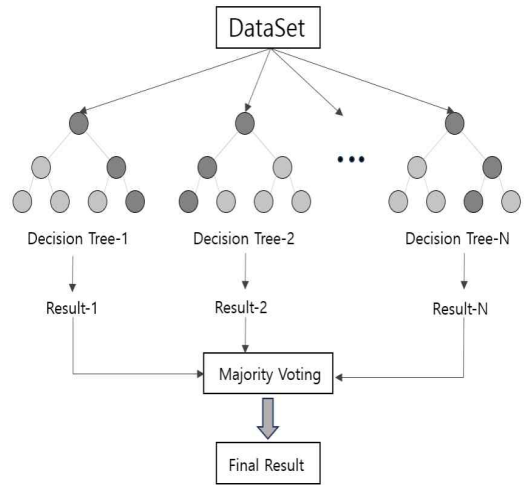 DataSet
Decision Tree-1
Decision Tree-2
Decision Tree-N
Result-1
Result-2
Result-N
Majority Voting
Final Result